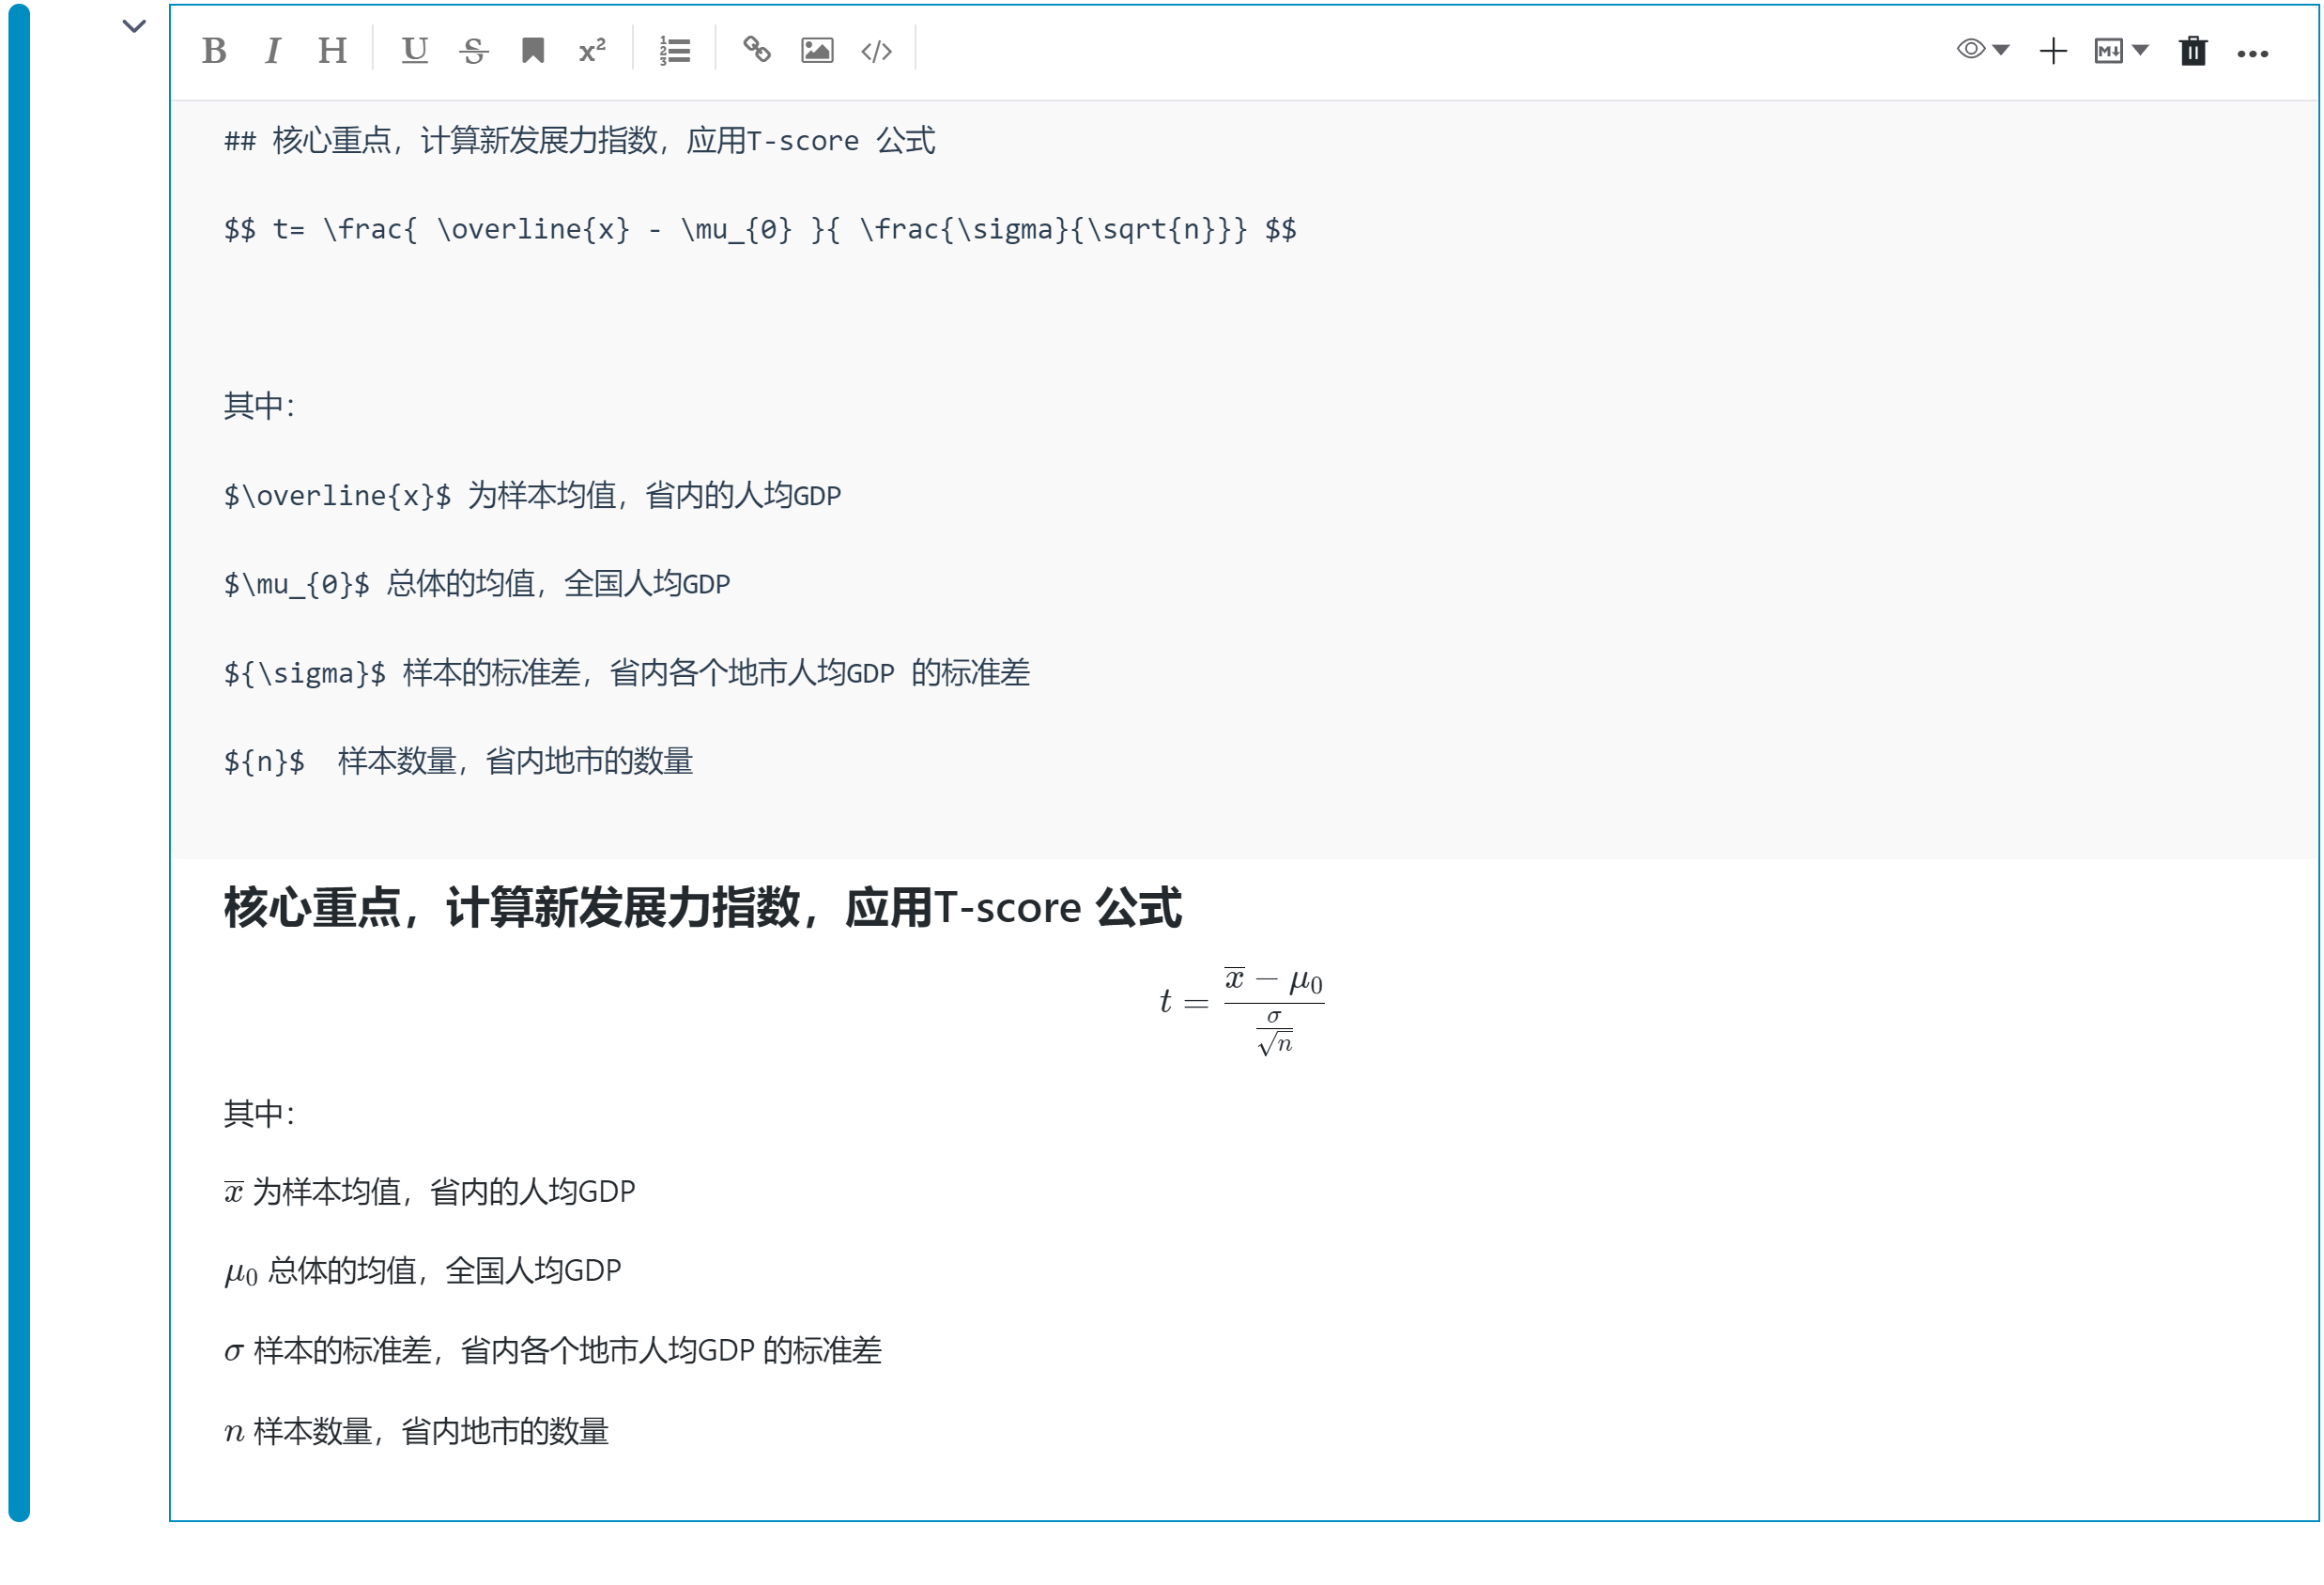 B I H U S x² </> M↓ ...
## 核心重点，计算新发展力指数，应用T-score 公式
$$ t= \frac{ \overline{x} - \mu_{0} }{ \frac{\sigma}{\sqrt{n}}} $$
其中：
$\overline{x}$ 为样本均值，省内的人均GDP
$\mu_{0}$ 总体的均值，全国人均GDP
${\sigma}$ 样本的标准差，省内各个地市人均GDP 的标准差
${n}$  样本数量，省内地市的数量
核心重点，计算新发展力指数，应用T-score 公式
t = \frac{\overline{x} - \mu_{0}}{\frac{\sigma}{\sqrt{n}}}
其中：
x̅ 为样本均值，省内的人均GDP
μ₀ 总体的均值，全国人均GDP
σ 样本的标准差，省内各个地市人均GDP 的标准差
n 样本数量，省内地市的数量